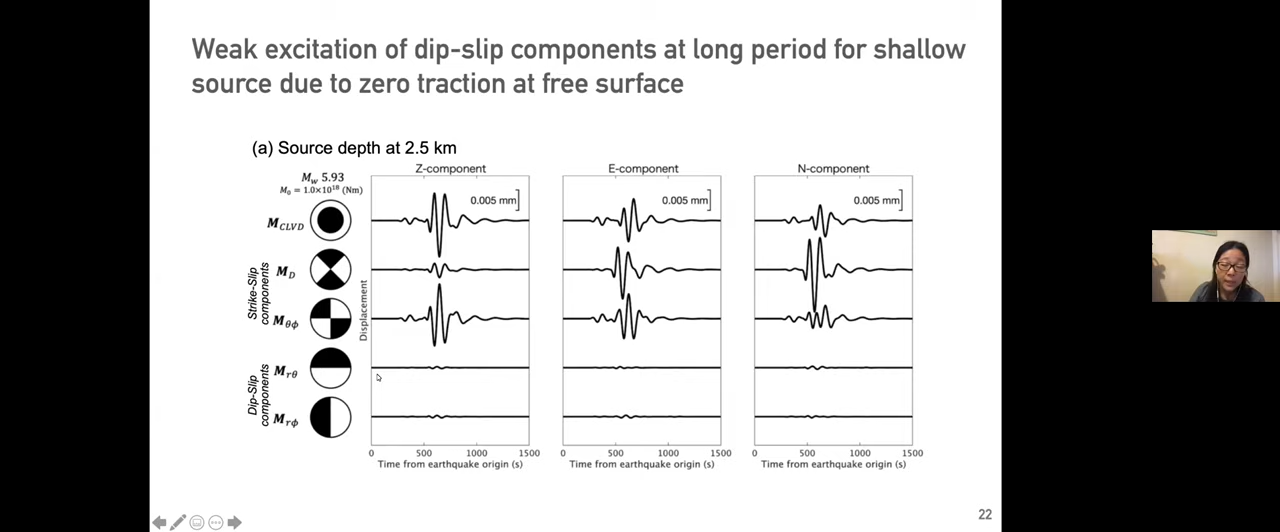 Weak excitation of dip-slip components at long period for shallow
source due to zero traction at free surface
(a) Source depth at 2.5 km
Mw 5.93
M₀ = 1.0×10¹⁸ (Nm)
Z-component
E-component
N-component
0.005 mm
0.005 mm
0.005 mm
M_CLVD
Strike-Slip
components
M_D
M_θϕ
Dip-Slip
components
M_rθ
M_rϕ
Displacement
0 500 1000 1500
0 500 1000 1500
0 500 1000 1500
Time from earthquake origin (s)
Time from earthquake origin (s)
Time from earthquake origin (s)
22